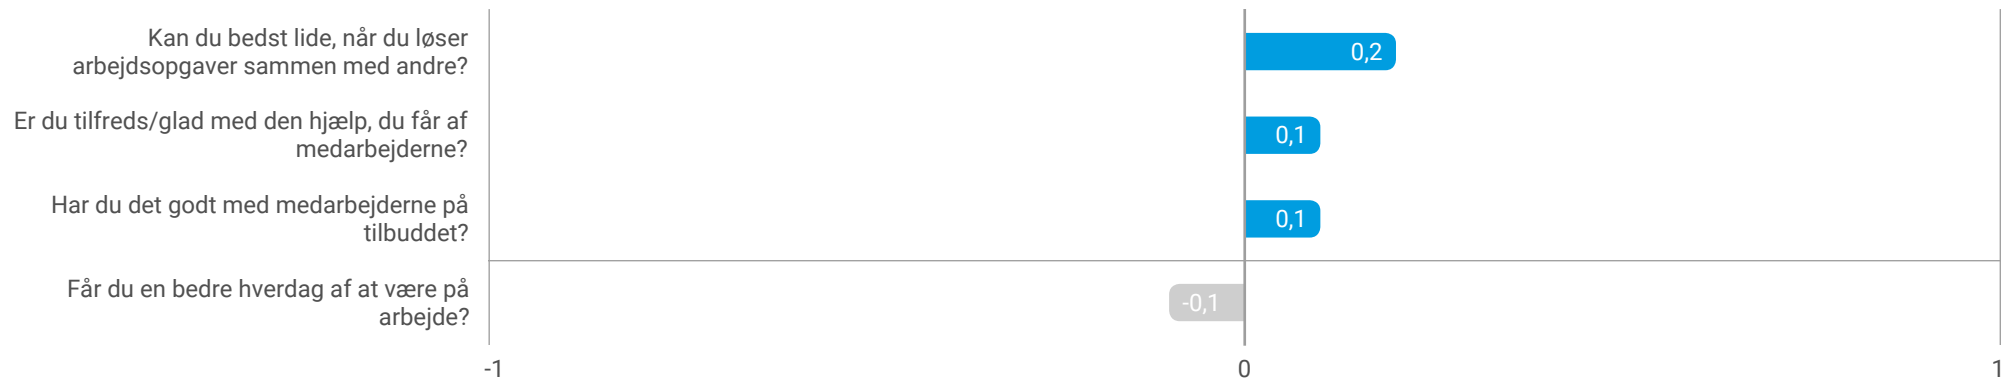 Kan du bedst lide, når du løser
arbejdsopgaver sammen med andre?
0,2
Er du tilfreds/glad med den hjælp, du får af
medarbejderne?
0,1
Har du det godt med medarbejderne på
tilbuddet?
0,1
Får du en bedre hverdag af at være på
arbejde?
-0,1
-1
0
1